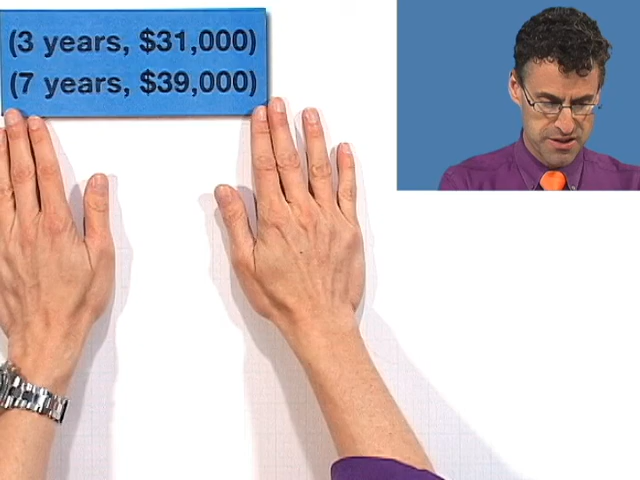 (3 years, $31,000)
(7 years, $39,000)